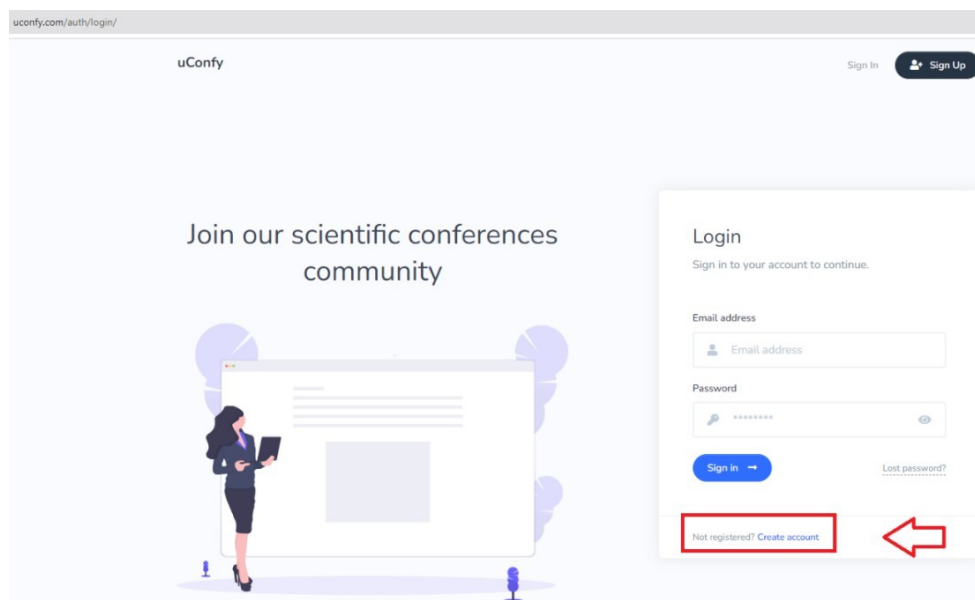 uconfy.com/auth/login/
uConfy
Sign In
Sign Up
Join our scientific conferences
community
Login
Sign in to your account to continue.
Email address
Email address
Password
********
Sign in →
Lost password?
Not registered? Create account